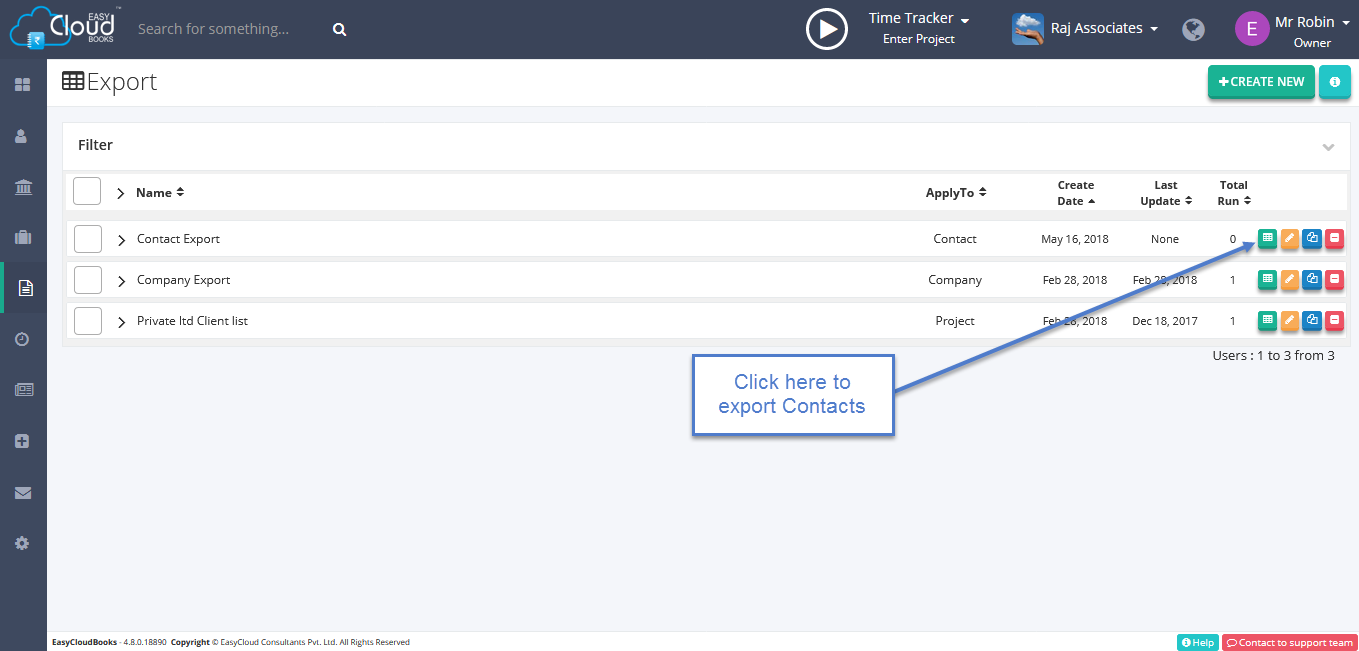 EASY
Cloud
BOOKS
™
Search for something...
Time Tracker
Enter Project
Raj Associates
E
Mr Robin
Owner
Export
CREATE NEW
Filter
Name
ApplyTo
Create Date
Last Update
Total Run
Contact Export
Contact
May 16, 2018
None
0
Company Export
Company
Feb 28, 2018
Feb 28, 2018
1
Private ltd Client list
Project
Feb 28, 2018
Dec 18, 2017
1
Users : 1 to 3 from 3
Click here to
export Contacts
EasyCloudBooks - 4.8.0.18890 Copyright © EasyCloud Consultants Pvt. Ltd. All Rights Reserved
Help
Contact to support team